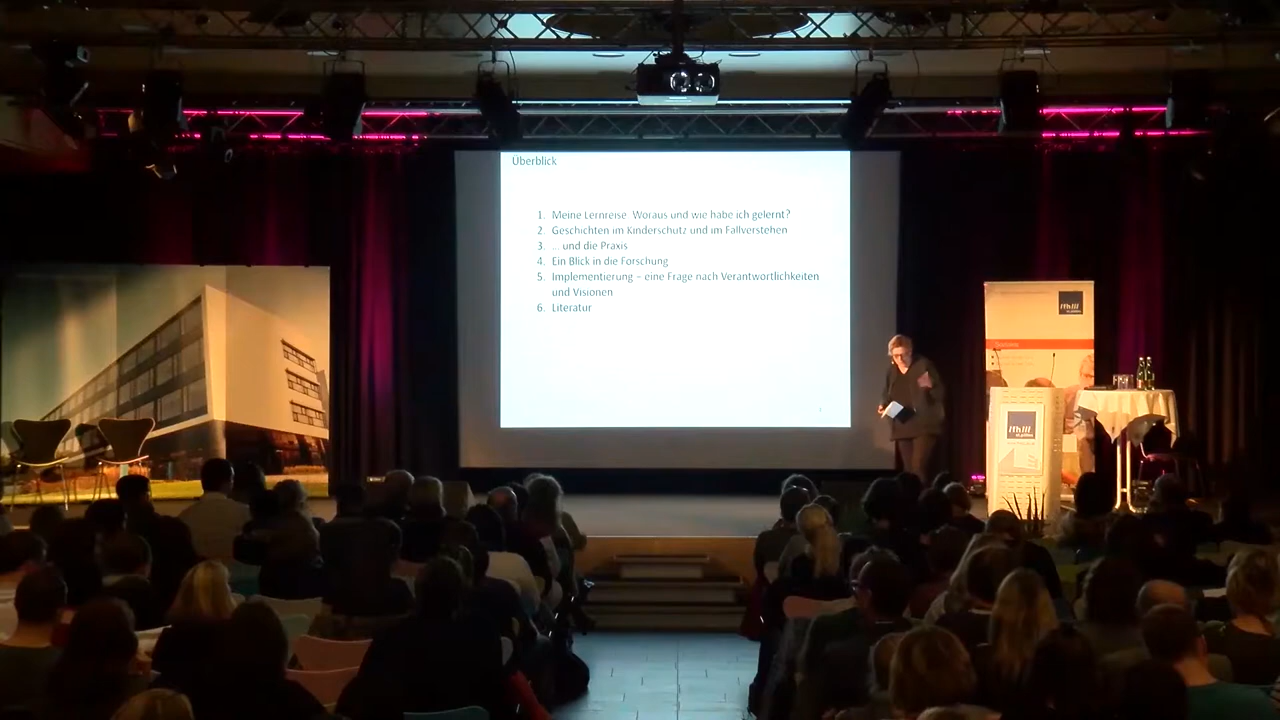 Überblick
1. Meine Lernreise Woraus und wie habe ich gelernt?
2. Geschichten im Kinderschutz und im Fallverstehen
3. ... und die Praxis
4. Ein Blick in die Forschung
5. Implementierung – eine Frage nach Verantwortlichkeiten
und Visionen
6. Literatur